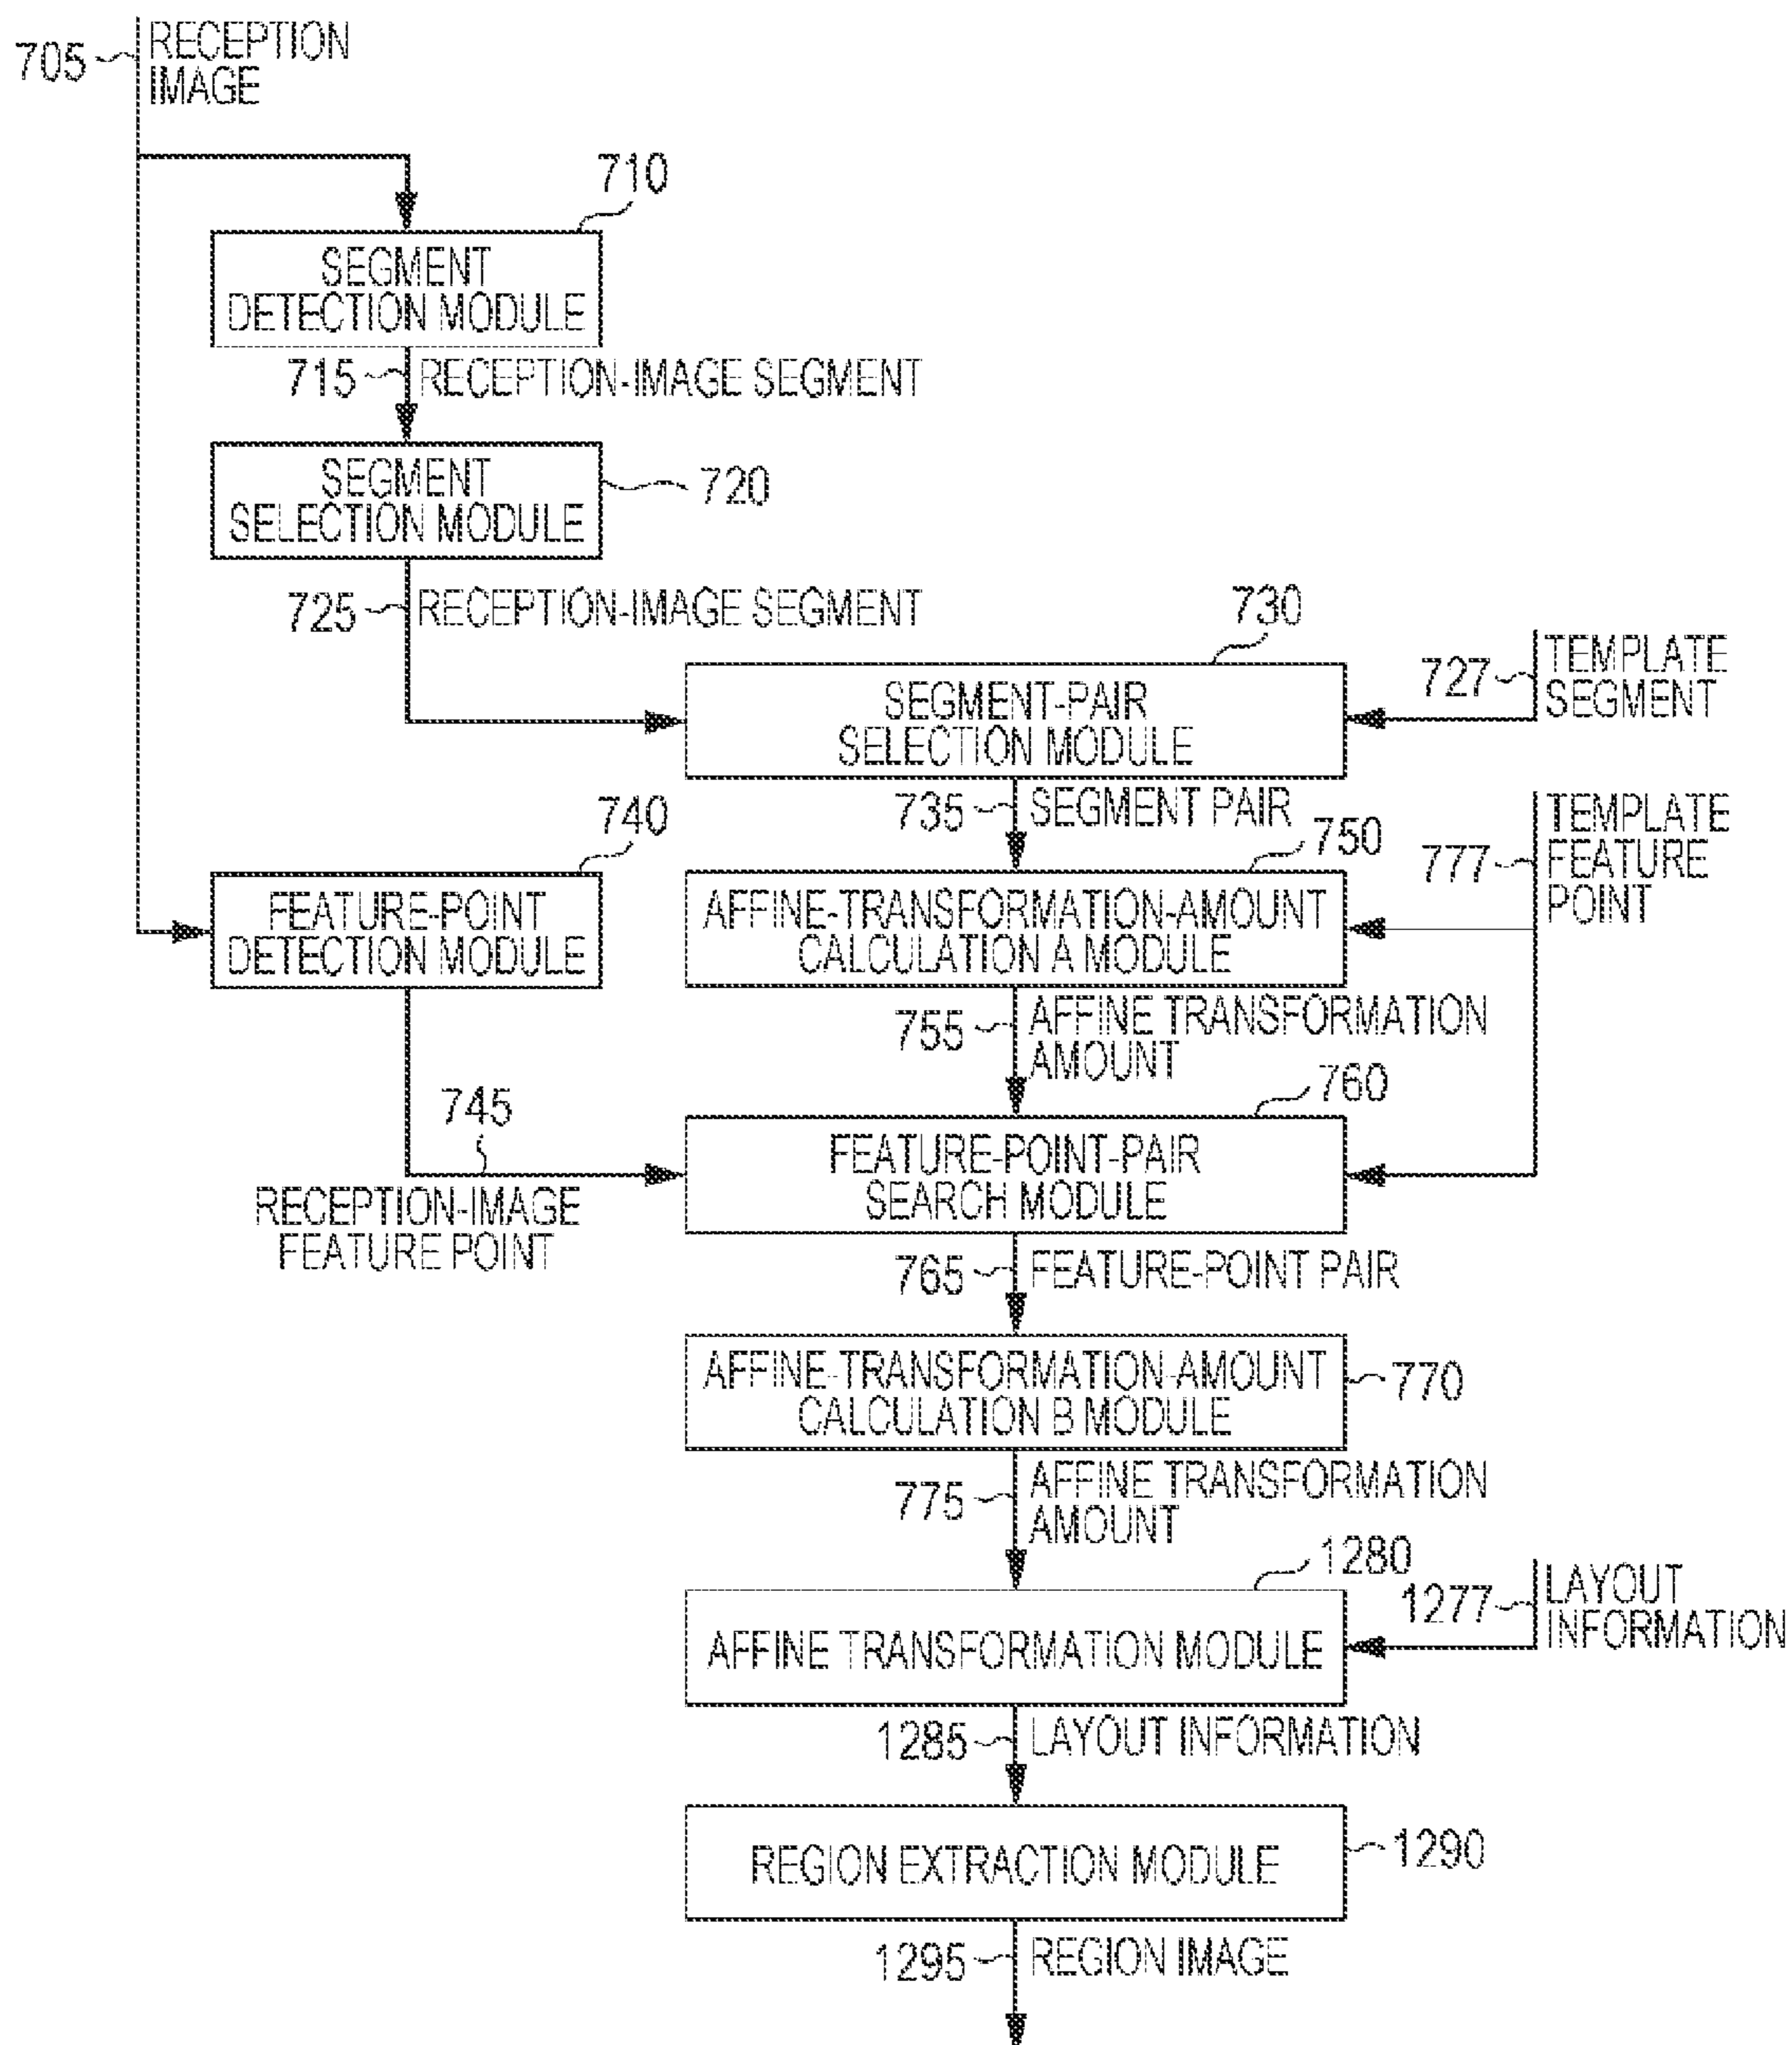 705
RECEPTION
IMAGE
710
SEGMENT
DETECTION MODULE
715
RECEPTION-IMAGE SEGMENT
SEGMENT
SELECTION MODULE
720
725
RECEPTION-IMAGE SEGMENT
730
SEGMENT-PAIR
SELECTION MODULE
727
TEMPLATE
SEGMENT
735
SEGMENT PAIR
740
FEATURE-POINT
DETECTION MODULE
750
AFFINE-TRANSFORMATION-AMOUNT
CALCULATION A MODULE
777
TEMPLATE
FEATURE
POINT
755
AFFINE TRANSFORMATION
AMOUNT
745
RECEPTION-IMAGE
FEATURE POINT
760
FEATURE-POINT-PAIR
SEARCH MODULE
765
FEATURE-POINT PAIR
AFFINE-TRANSFORMATION-AMOUNT
CALCULATION B MODULE
770
775
AFFINE TRANSFORMATION
AMOUNT
1280
AFFINE TRANSFORMATION MODULE
1277
LAYOUT
INFORMATION
1285
LAYOUT INFORMATION
REGION EXTRACTION MODULE
1290
1295
REGION IMAGE